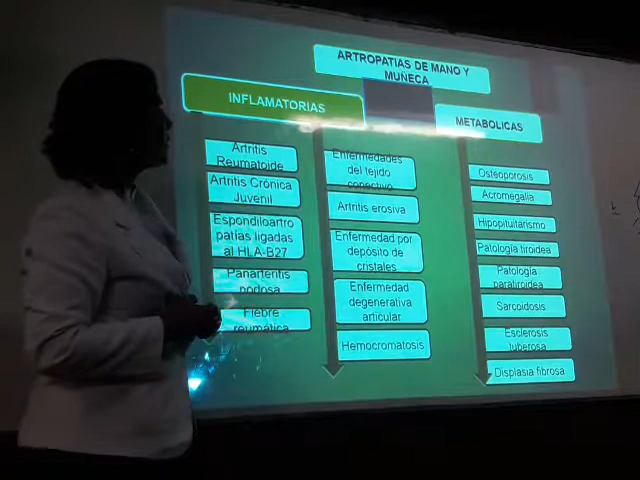 ARTROPATIAS DE MANO Y
MUÑECA
INFLAMATORIAS
METABOLICAS
Artritis
Reumatoide
Artritis Crónica
Juvenil
Espondiloartro
patías ligadas
al HLA-B27
Panarteritis
nodosa
Fiebre
reumática
Enfermedades
del tejido
conectivo
Artritis erosiva
Enfermedad por
depósito de
cristales
Enfermedad
degenerativa
articular
Hemocromatosis
Osteoporosis
Acromegalia
Hipopituitarismo
Patología tiroidea
Patología
paratiroidea
Sarcoidosis
Esclerosis
tuberosa
Displasia fibrosa